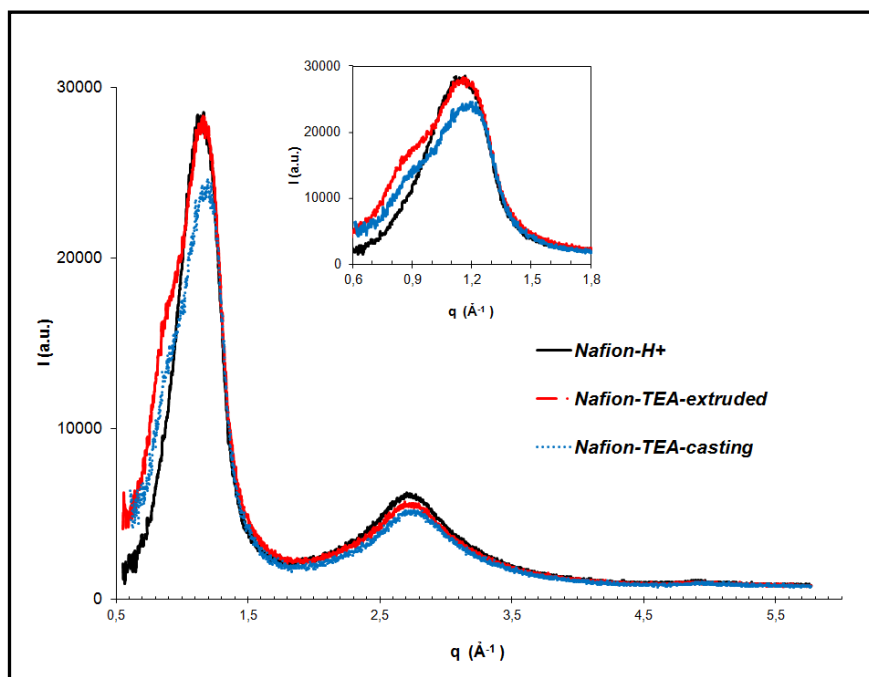 30000
20000
10000
0
I (a.u.)
0,5
1,5
2,5
3,5
4,5
5,5
q (Å-1)
30000
20000
10000
0
I (a.u.)
0,6
0,9
1,2
1,5
1,8
q (Å-1)
Nafion-H+
Nafion-TEA-extruded
Nafion-TEA-casting